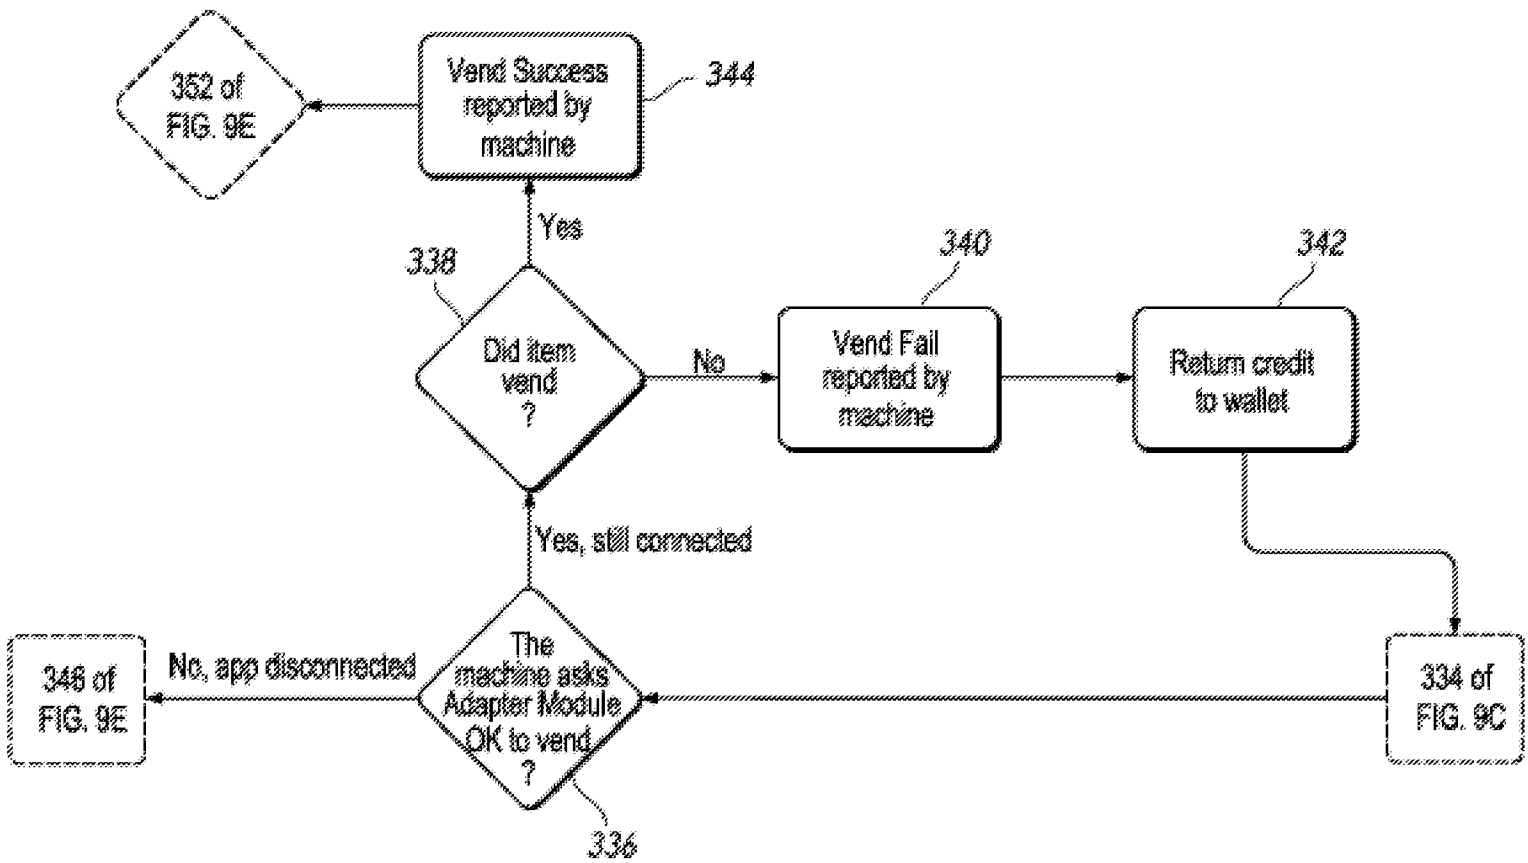 352 of
FIG. 9E
Vend Success
reported by
machine
344
Yes
338
Did item
vend
?
No
340
Vend Fail
reported by
machine
342
Return credit
to wallet
Yes, still connected
346 of
FIG. 9E
No, app disconnected
The
machine asks
Adapter Module
OK to vend
?
336
334 of
FIG. 9C